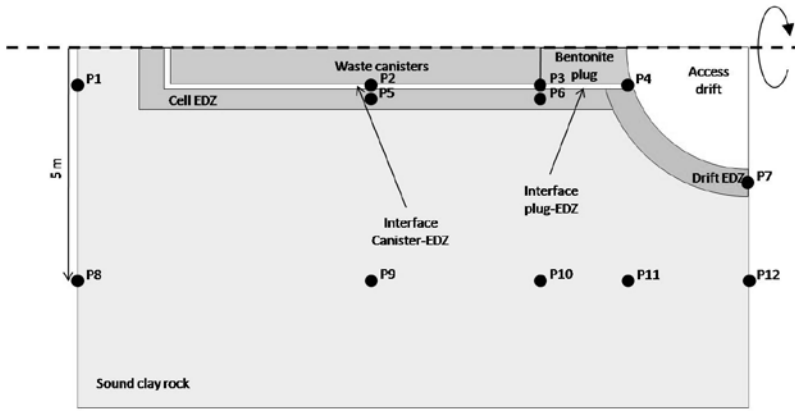 Waste canisters
Bentonite
plug
Access
drift
P1
P2
P3
P4
Cell EDZ
P5
P6
5 m
Drift EDZ
P7
Interface
plug-EDZ
Interface
Canister-EDZ
P8
P9
P10
P11
P12
Sound clay rock